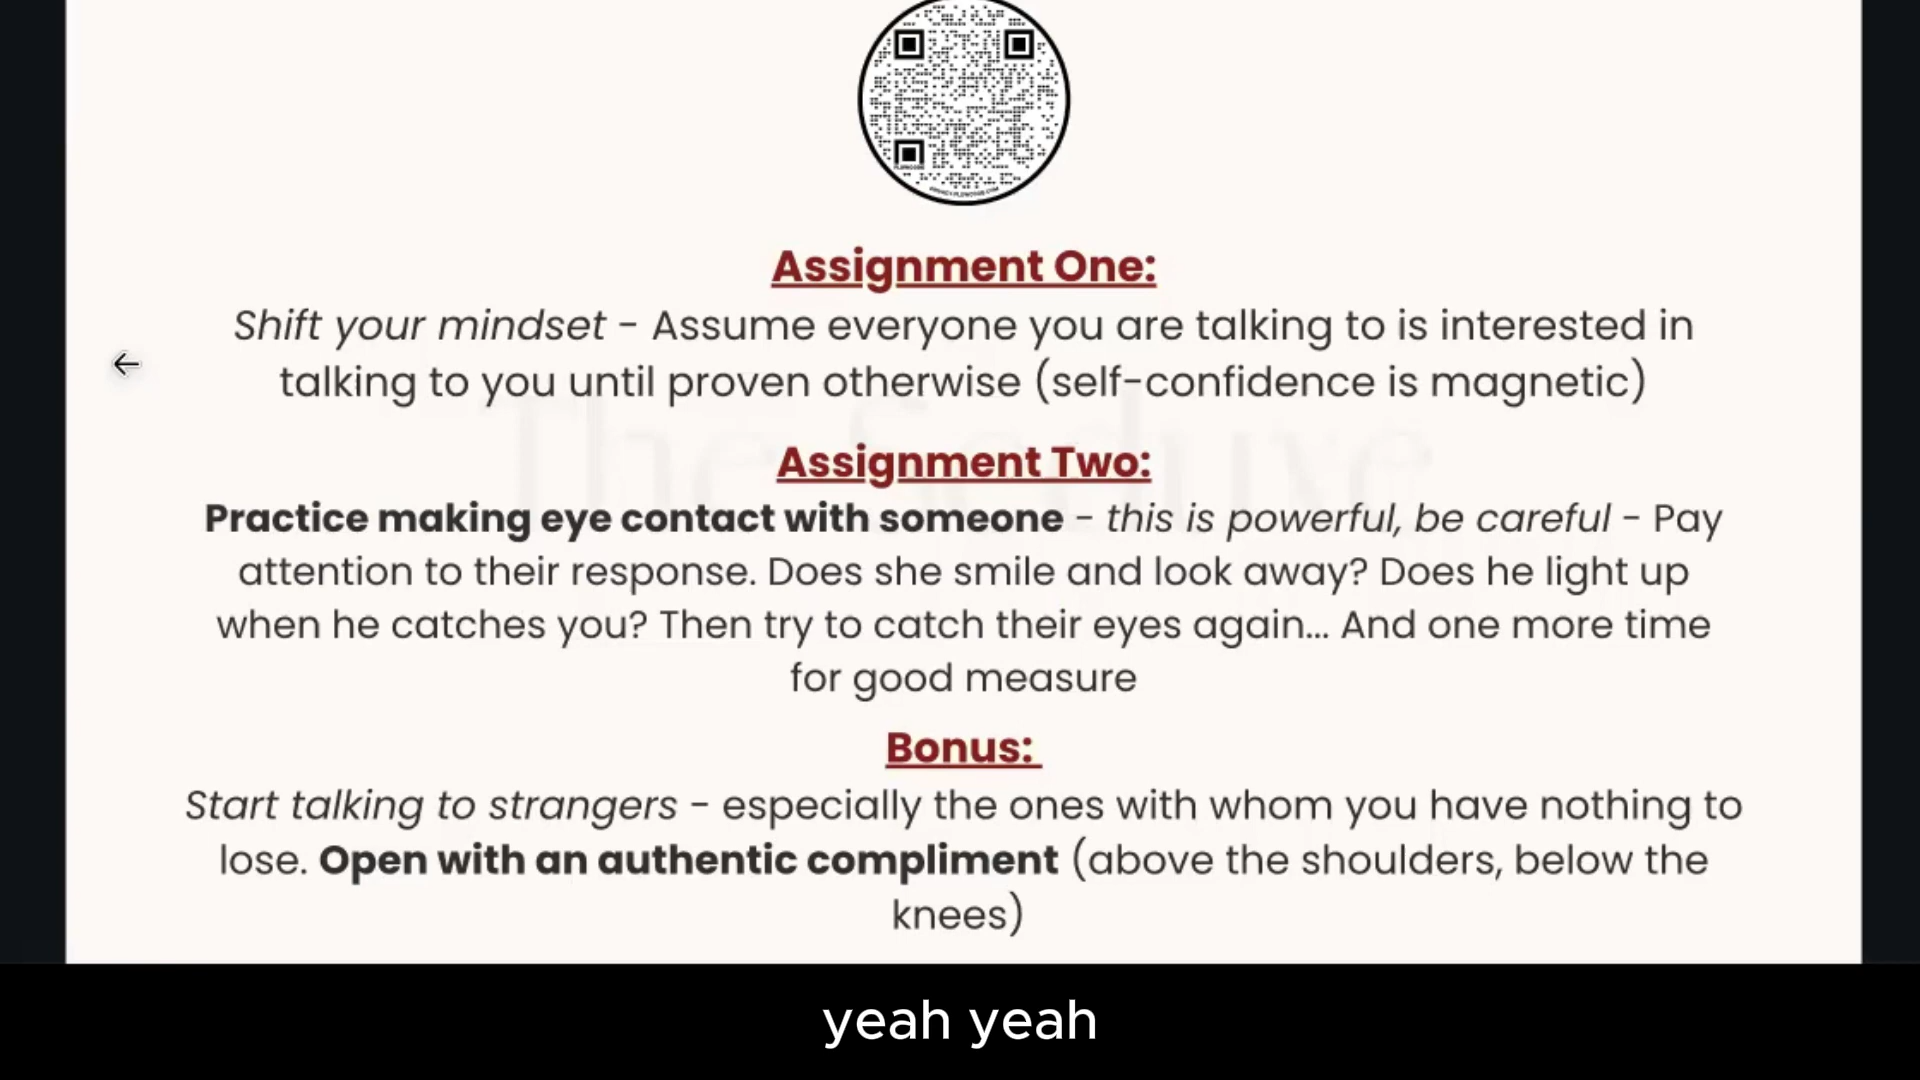 Assignment One:
Shift your mindset - Assume everyone you are talking to is interested in
talking to you until proven otherwise (self-confidence is magnetic)
Assignment Two:
Practice making eye contact with someone - this is powerful, be careful - Pay
attention to their response. Does she smile and look away? Does he light up
when he catches you? Then try to catch their eyes again... And one more time
for good measure
Bonus:
Start talking to strangers - especially the ones with whom you have nothing to
lose. Open with an authentic compliment (above the shoulders, below the
knees)
yeah yeah